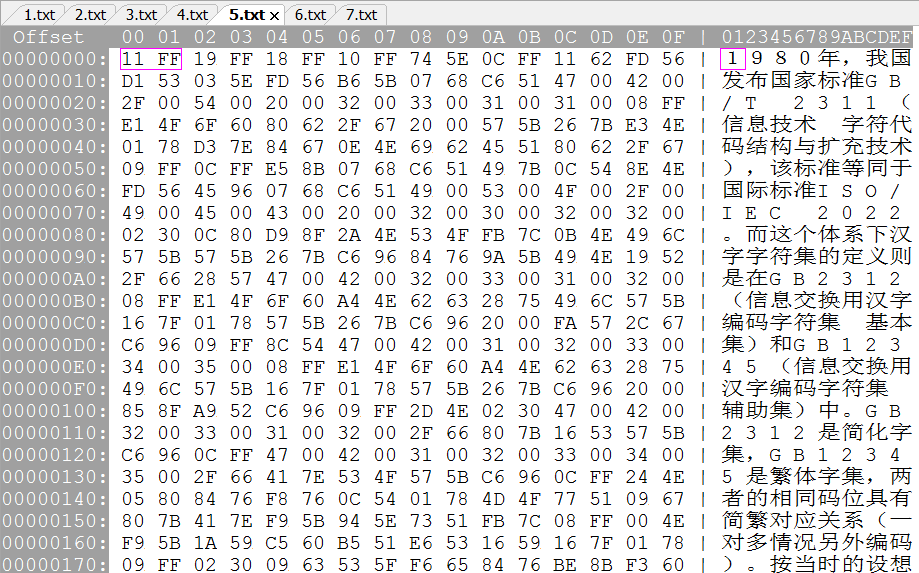 1.txt 2.txt 3.txt 4.txt 5.txt × 6.txt 7.txt
Offset 00 01 02 03 04 05 06 07 08 09 0A 0B 0C 0D 0E 0F | 0123456789ABCDEF
00000000: 11 FF 19 FF 18 FF 10 FF 74 5E 0C FF 11 62 FD 56 | 1980年，我国
00000010: D1 53 03 5E FD 56 B6 5B 07 68 C6 51 47 00 42 00 | 发布国家标准GB
00000020: 2F 00 54 00 20 00 32 00 33 00 31 00 31 00 08 FF | /T 2311（
00000030: E1 4F 6F 60 80 62 2F 67 20 00 57 5B 26 7B E3 4E | 信息技术 字符代
00000040: 01 78 D3 7E 84 67 0E 4E 69 62 45 51 80 62 2F 67 | 码结构与扩充技术
00000050: 09 FF 0C FF E5 8B 07 68 C6 51 49 7B 0C 54 8E 4E | ），该标准等同于
00000060: FD 56 45 96 07 68 C6 51 49 00 53 00 4F 00 2F 00 | 国际标准ISO/
00000070: 49 00 45 00 43 00 20 00 32 00 30 00 32 00 32 00 | IEC 2022
00000080: 02 30 0C 80 D9 8F 2A 4E 53 4F FB 7C 0B 4E 49 6C | 。而这个体系下汉
00000090: 57 5B 57 5B 26 7B C6 96 84 76 9A 5B 49 4E 19 52 | 字字符集的定义则
000000A0: 2F 66 28 57 47 00 42 00 32 00 33 00 31 00 32 00 | 是在GB2312
000000B0: 08 FF E1 4F 6F 60 A4 4E 62 63 28 75 49 6C 57 5B | （信息交换用汉字
000000C0: 16 7F 01 78 57 5B 26 7B C6 96 20 00 FA 57 2C 67 | 编码字符集 基本
000000D0: C6 96 09 FF 8C 54 47 00 42 00 31 00 32 00 33 00 | 集）和GB123
000000E0: 34 00 35 00 08 FF E1 4F 6F 60 A4 4E 62 63 28 75 | 45（信息交换用
000000F0: 49 6C 57 5B 16 7F 01 78 57 5B 26 7B C6 96 20 00 | 汉字编码字符集
00000100: 85 8F A9 52 C6 96 09 FF 2D 4E 02 30 47 00 42 00 | 辅助集）中。GB
00000110: 32 00 33 00 31 00 32 00 2F 66 80 7B 16 53 57 5B | 2312是简化字
00000120: C6 96 0C FF 47 00 42 00 31 00 32 00 33 00 34 00 | 集，GB1234
00000130: 35 00 2F 66 41 7E 53 4F 57 5B C6 96 0C FF 24 4E | 5是繁体字集，两
00000140: 05 80 84 76 F8 76 0C 54 01 78 4D 4F 77 51 09 67 | 者的相同码位具有
00000150: 80 7B 41 7E F9 5B 94 5E 73 51 FB 7C 08 FF 00 4E | 简繁对应关系（一
00000160: F9 5B 1A 59 C5 60 B5 51 E6 53 16 59 16 7F 01 78 | 对多情况另外编码
00000170: 09 FF 02 30 09 63 53 5F F6 65 84 76 BE 8B F3 60 | ）。按当时的设想